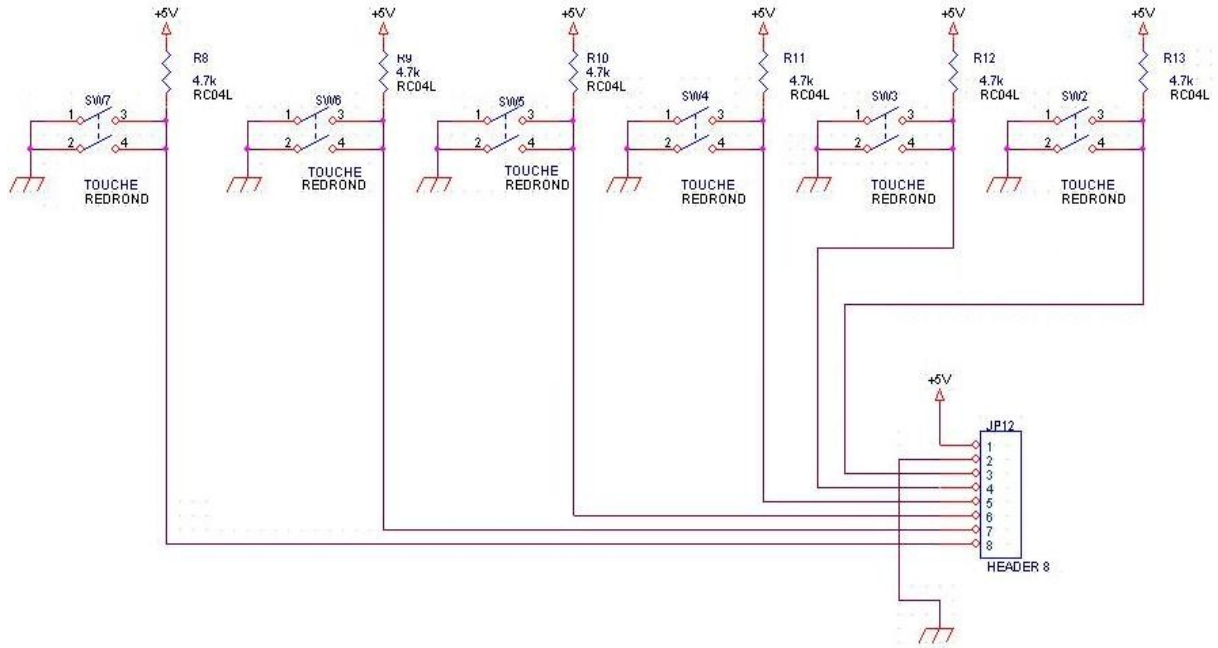 +5V +5V +5V +5V +5V +5V
R8 R9 R10 R11 R12 R13
4.7k 4.7k 4.7k 4.7k 4.7k 4.7k
RC04L RC04L RC04L RC04L RC04L RC04L
SW7 SW6 SW5 SW4 SW3 SW2
1 3 1 3 1 3 1 3 1 3 1 3
2 4 2 4 2 4 2 4 2 4 2 4
TOUCHE TOUCHE TOUCHE TOUCHE TOUCHE TOUCHE
REDROND REDROND REDROND REDROND REDROND REDROND
+5V
JP12
1
2
3
4
5
6
7
8
HEADER 8